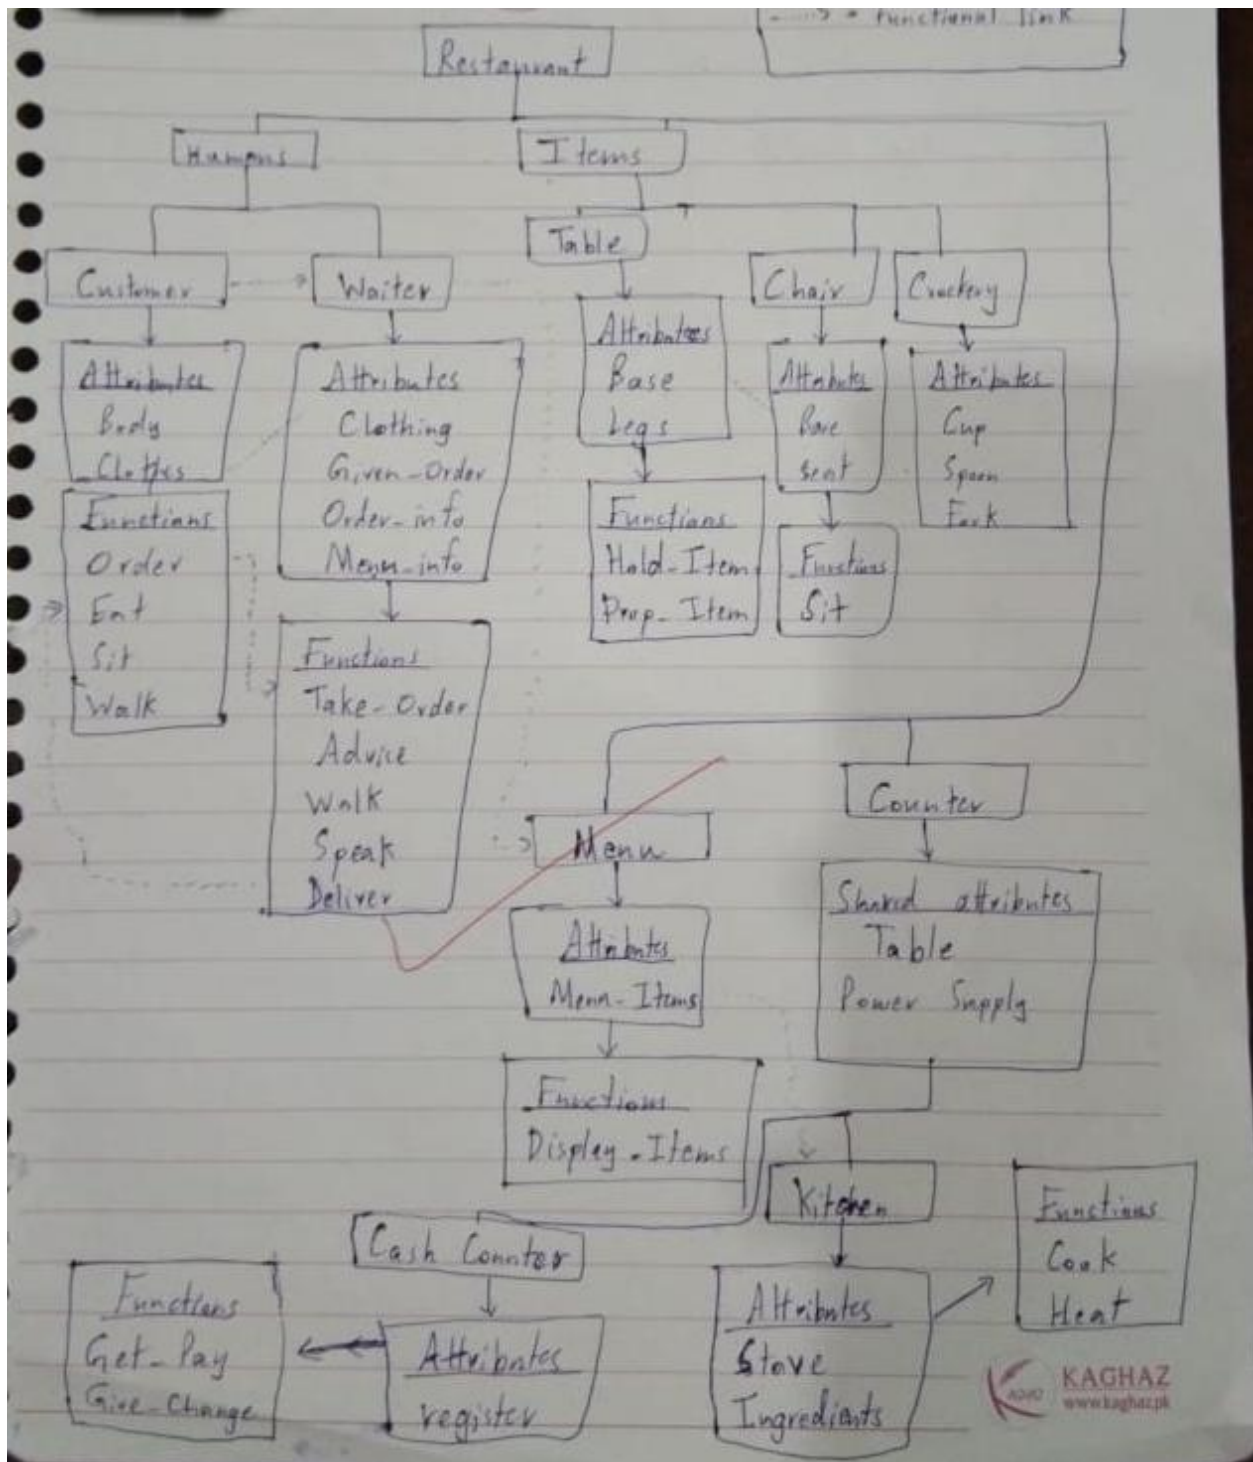 - - - -> = functional link
Restaurant
Humans
Items
Customer
Waiter
Table
Chair
Crockery
Attributes
Body
Clothes
Functions
Order
Eat
Sit
Walk
Attributes
Clothing
Given-Order
Order-info
Menu-info
Functions
Take-Order
Advice
Walk
Speak
Deliver
Attributes
Base
Legs
Functions
Hold-Item
Drop-Item
Attributes
Base
Seat
Functions
Sit
Attributes
Cup
Spoon
Fork
Menu
Attributes
Menu-Items
Functions
Display-Items
Counter
Shared attributes
Table
Power Supply
Kitchen
Attributes
Stove
Ingredients
Functions
Cook
Heat
Cash Counter
Attributes
register
Functions
Get-Pay
Give-Change
KAGHAZ
www.kaghaz.pk